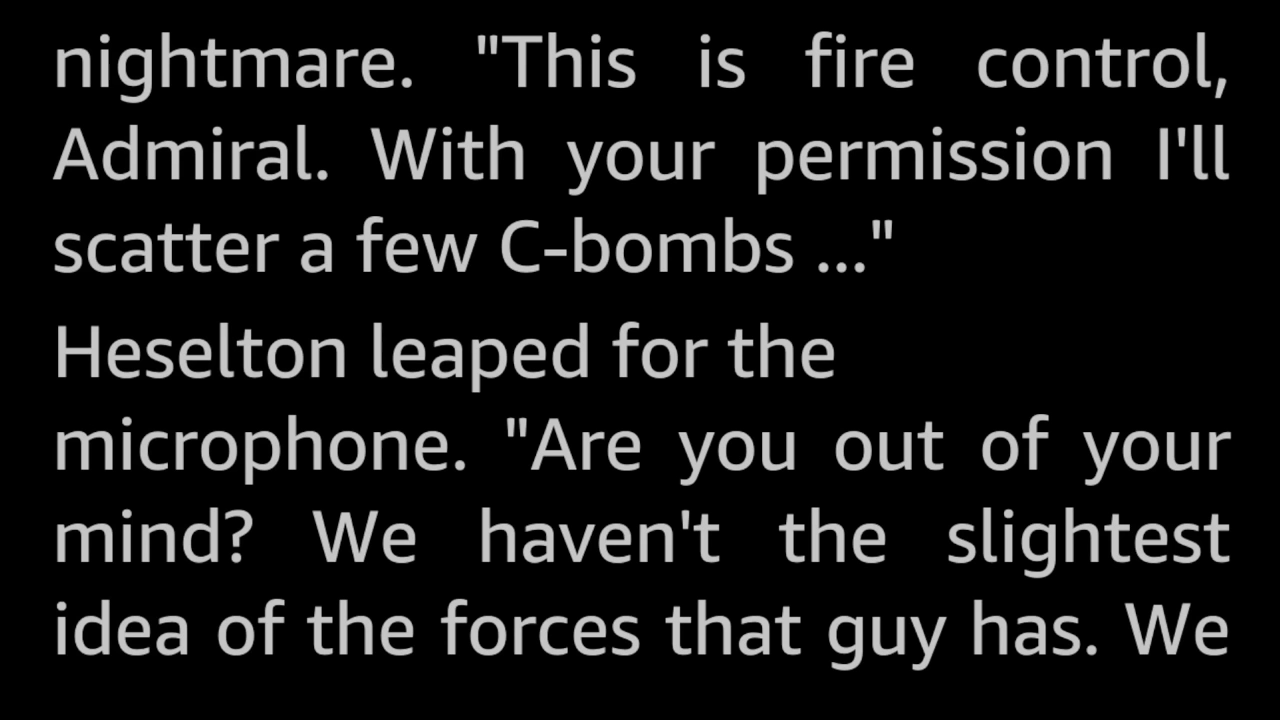 nightmare. "This is fire control,
Admiral. With your permission I'll
scatter a few C-bombs ..."
Heselton leaped for the
microphone. "Are you out of your
mind? We haven't the slightest
idea of the forces that guy has. We